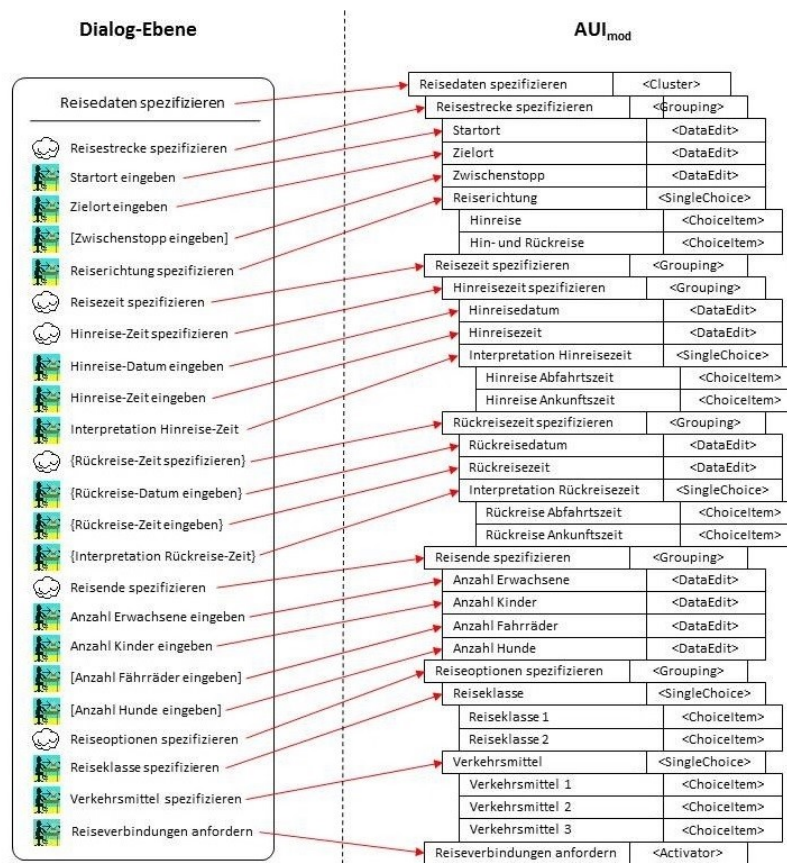 Dialog-Ebene
Reisedaten spezifizieren
Reisestrecke spezifizieren
Startort eingeben
Zielort eingeben
[Zwischenstopp eingeben]
Reiserichtung spezifizieren
Reisezeit spezifizieren
Hinreise-Zeit spezifizieren
Hinreise-Datum eingeben
Hinreise-Zeit eingeben
Interpretation Hinreise-Zeit
{Rückreise-Zeit spezifizieren}
{Rückreise-Datum eingeben}
{Rückreise-Zeit eingeben}
{Interpretation Rückreise-Zeit}
Reisende spezifizieren
Anzahl Erwachsene eingeben
Anzahl Kinder eingeben
[Anzahl Fährräder eingeben]
[Anzahl Hunde eingeben]
Reiseoptionen spezifizieren
Reiseklasse spezifizieren
Verkehrsmittel spezifizieren
Reiseverbindungen anfordern
AUImod
Reisedaten spezifizieren <Cluster>
Reisestrecke spezifizieren <Grouping>
Startort <DataEdit>
Zielort <DataEdit>
Zwischenstopp <DataEdit>
Reiserichtung <SingleChoice>
Hinreise <ChoiceItem>
Hin- und Rückreise <ChoiceItem>
Reisezeit spezifizieren <Grouping>
Hinreisezeit spezifizieren <Grouping>
Hinreisedatum <DataEdit>
Hinreisezeit <DataEdit>
Interpretation Hinreisezeit <SingleChoice>
Hinreise Abfahrtszeit <ChoiceItem>
Hinreise Ankunftszeit <ChoiceItem>
Rückreisezeit spezifizieren <Grouping>
Rückreisedatum <DataEdit>
Rückreisezeit <DataEdit>
Interpretation Rückreisezeit <SingleChoice>
Rückreise Abfahrtszeit <ChoiceItem>
Rückreise Ankunftszeit <ChoiceItem>
Reisende spezifizieren <Grouping>
Anzahl Erwachsene <DataEdit>
Anzahl Kinder <DataEdit>
Anzahl Fahrräder <DataEdit>
Anzahl Hunde <DataEdit>
Reiseoptionen spezifizieren <Grouping>
Reiseklasse <SingleChoice>
Reiseklasse 1 <ChoiceItem>
Reiseklasse 2 <ChoiceItem>
Verkehrsmittel <SingleChoice>
Verkehrsmittel 1 <ChoiceItem>
Verkehrsmittel 2 <ChoiceItem>
Verkehrsmittel 3 <ChoiceItem>
Reiseverbindungen anfordern <Activator>